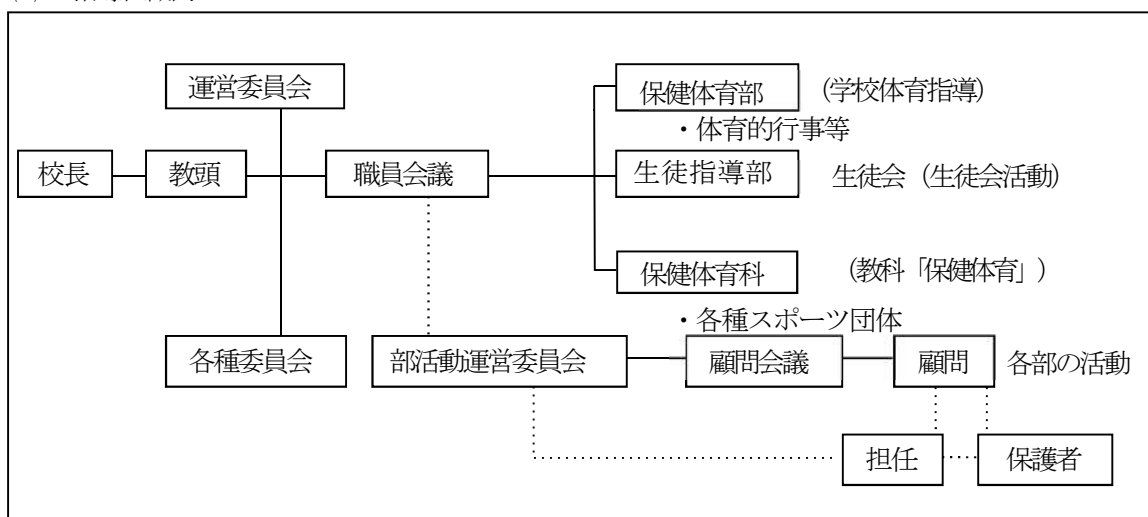 運営委員会
保健体育部 (学校体育指導)
・体育的行事等
校長 教頭 職員会議 生徒指導部 生徒会 (生徒会活動)
保健体育科 (教科「保健体育」)
・各種スポーツ団体
各種委員会 部活動運営委員会 顧問会議 顧問 各部の活動
担任 保護者